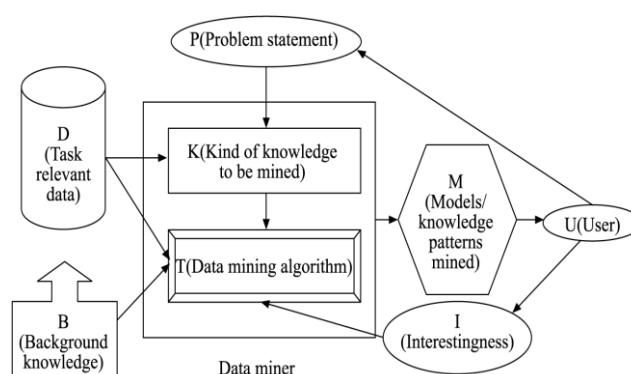 P(Problem statement)
D
(Task
relevant
data)
K(Kind of knowledge
to be mined)
M
(Models/
knowledge
patterns
mined)
U(User)
T(Data mining algorithm)
B
(Background
knowledge)
I
(Interestingness)
Data miner